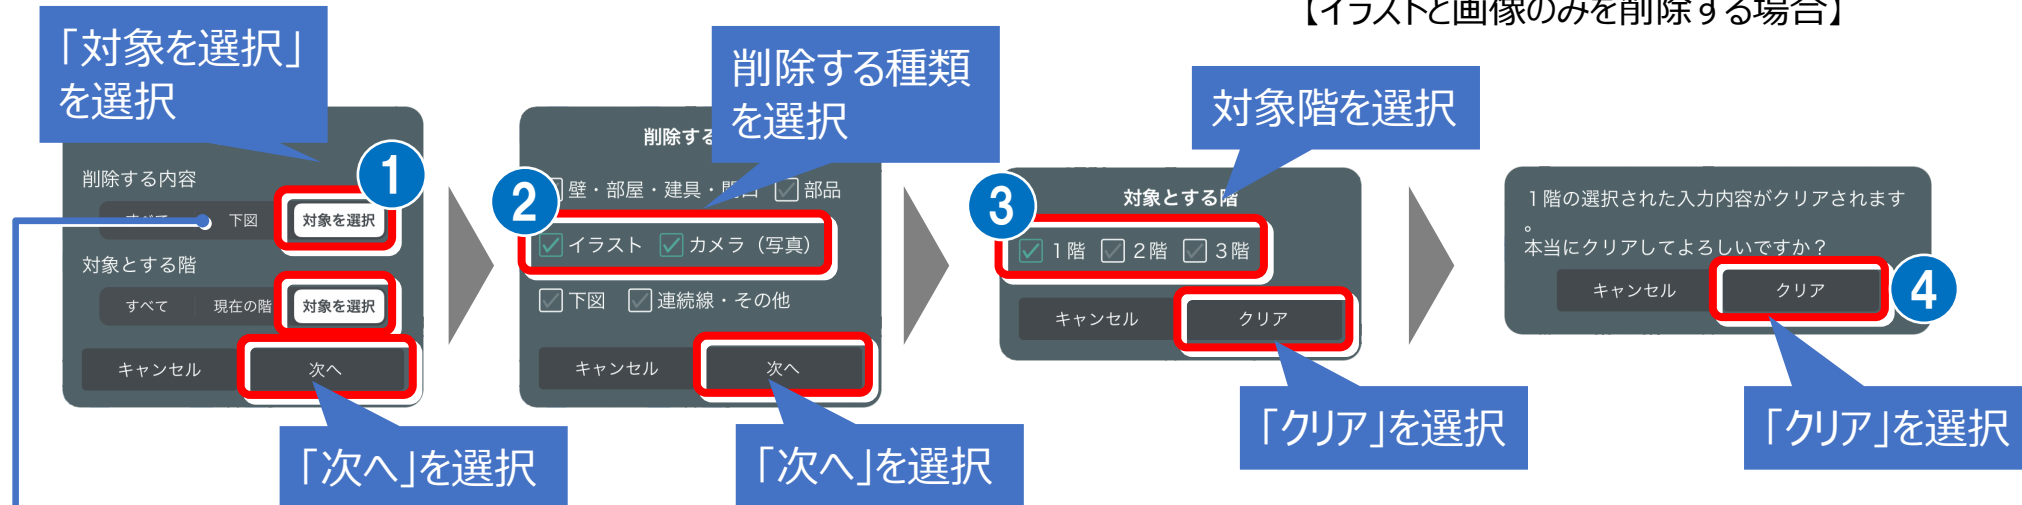 【イラストと画像のみを削除する場合】
「対象を選択」
を選択
1
削除する内容
下図
対象を選択
対象とする階
すべて
現在の階
対象を選択
キャンセル
次へ
「次へ」を選択
削除する種類
を選択
削除する
2
壁・部屋・建具・開口
部品
イラスト
カメラ（写真）
下図
連続線・その他
キャンセル
次へ
「次へ」を選択
対象階を選択
3
対象とする階
1階
2階
3階
キャンセル
クリア
「クリア」を選択
１階の選択された入力内容がクリアされます
。
本当にクリアしてよろしいですか？
キャンセル
クリア
4
「クリア」を選択